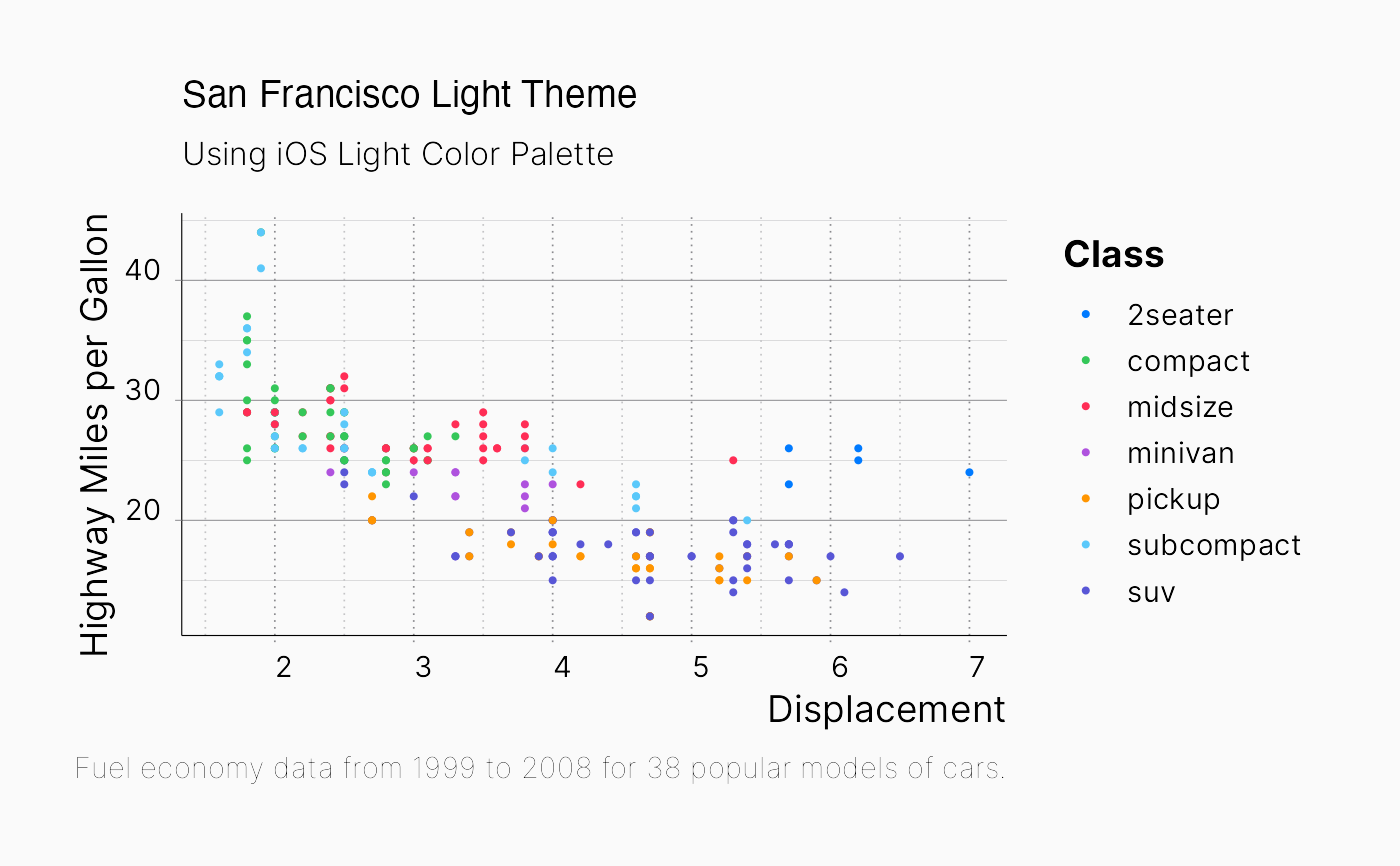 San Francisco Light Theme
Using iOS Light Color Palette
Highway Miles per Gallon
40
30
20
2 3 4 5 6 7
Displacement
Class
2seater
compact
midsize
minivan
pickup
subcompact
suv
Fuel economy data from 1999 to 2008 for 38 popular models of cars.